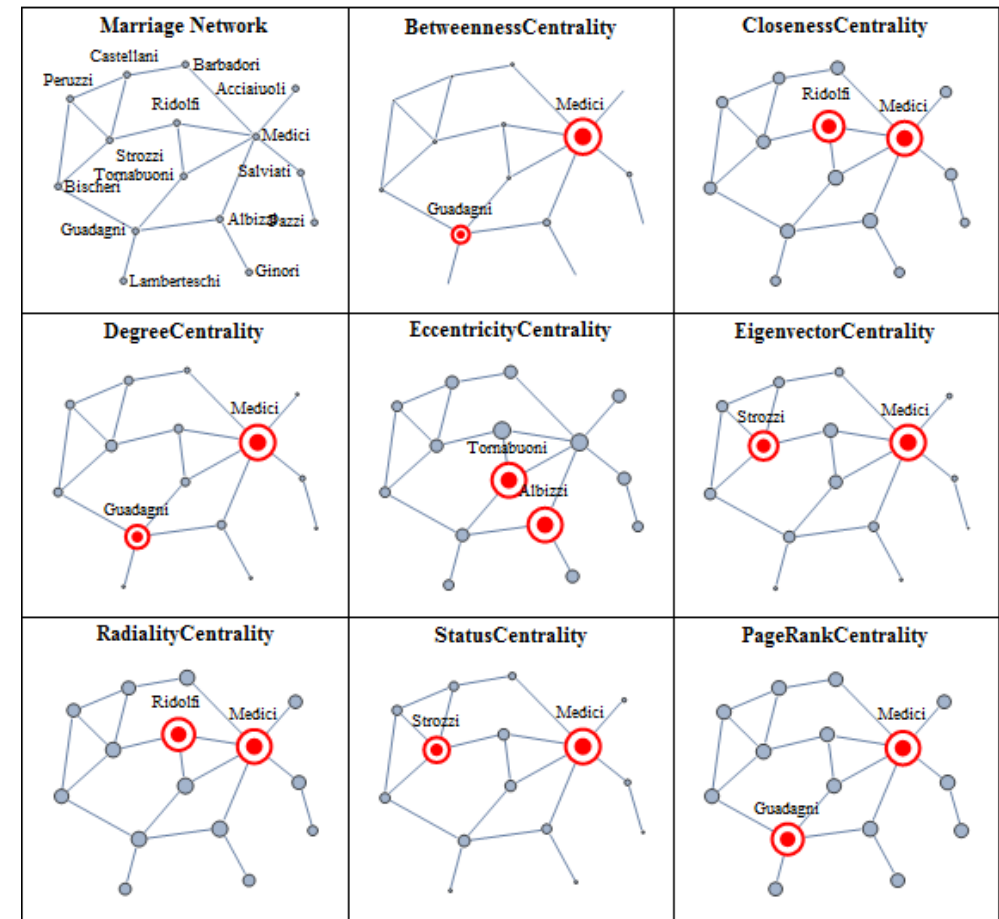 Marriage Network
Castellani
Barbadori
Peruzzi
Acciaiuoli
Ridolfi
Medici
Strozzi
Tornabuoni
Salviati
Bischeri
Guadagni
Albizzi
Pazzi
Lamberteschi
Ginori
BetweennessCentrality
Medici
Guadagni
ClosenessCentrality
Ridolfi
Medici
DegreeCentrality
Medici
Guadagni
EccentricityCentrality
Tornabuoni
Albizzi
EigenvectorCentrality
Strozzi
Medici
RadialityCentrality
Ridolfi
Medici
StatusCentrality
Strozzi
Medici
PageRankCentrality
Medici
Guadagni